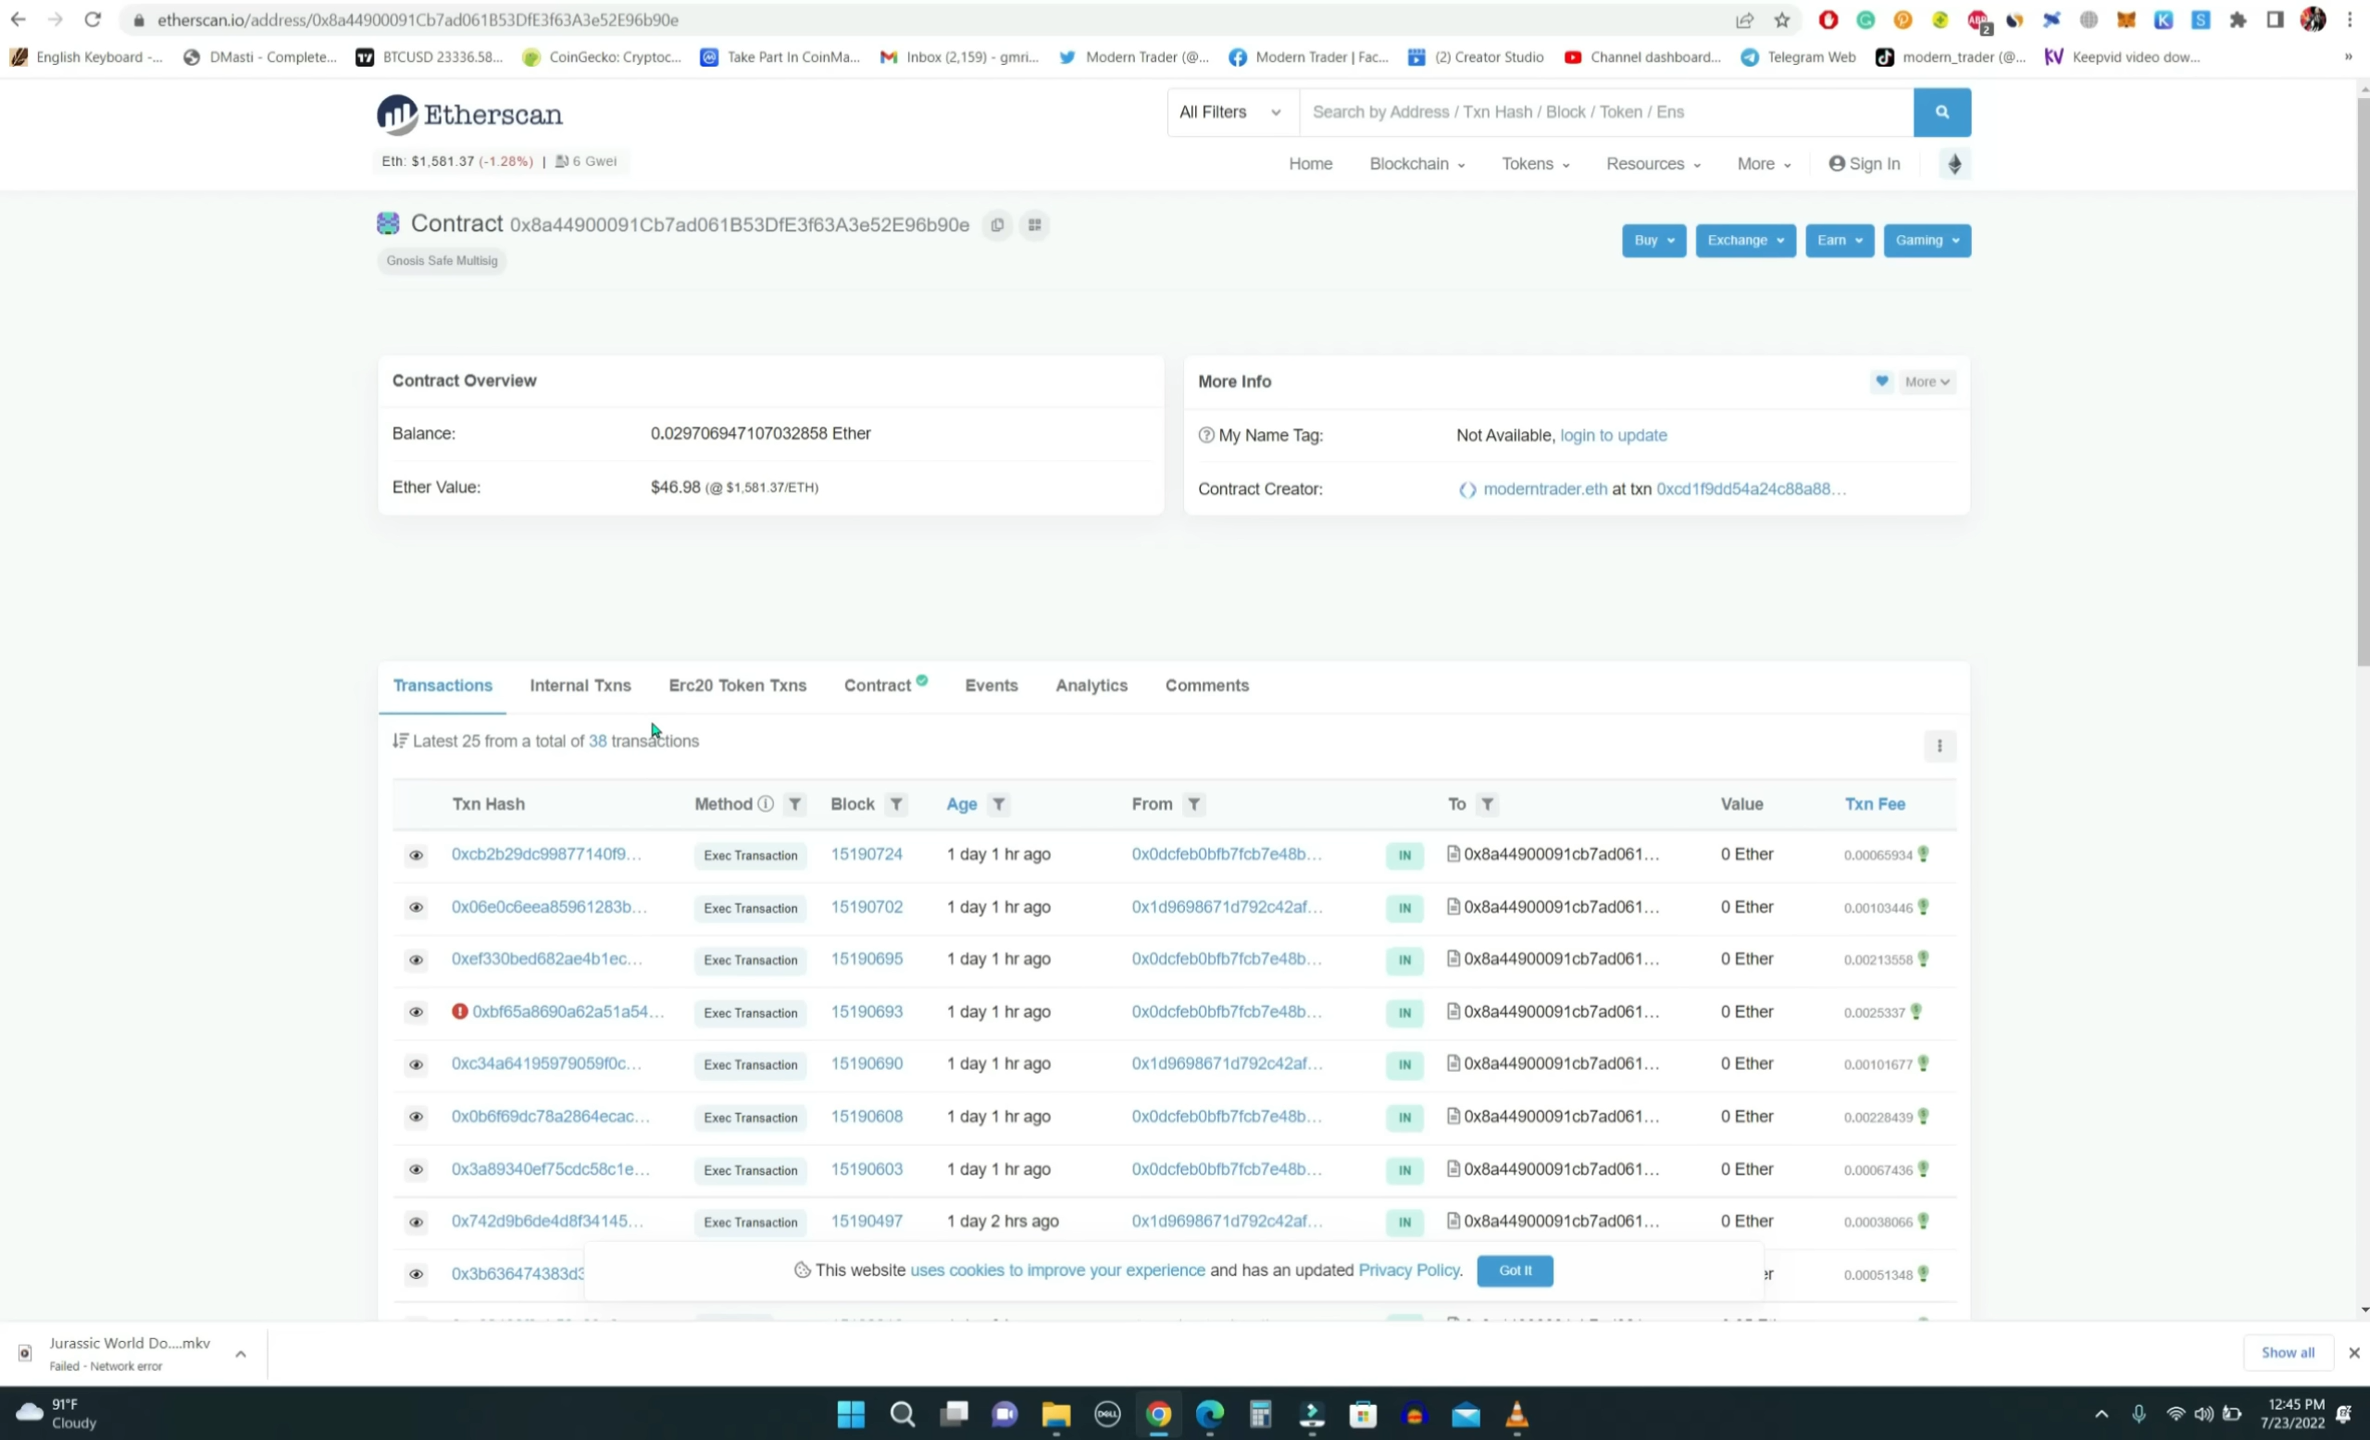 etherscan.io/address/0x8a44900091Cb7ad061B53DfE3f63A3e52E96b90e
ABP 2 K S
English Keyboard -... DMasti - Complete... BTCUSD 23336.58... CoinGecko: Cryptoc... Take Part In CoinMa... Inbox (2,159) - gmri... Modern Trader (@... Modern Trader | Fac... (2) Creator Studio Channel dashboard... Telegram Web modern_trader (@... KV Keepvid video dow... »
Etherscan
All Filters Search by Address / Txn Hash / Block / Token / Ens
Eth: $1,581.37 (-1.28%) | 6 Gwei
Home Blockchain Tokens Resources More Sign In
Contract 0x8a44900091Cb7ad061B53DfE3f63A3e52E96b90e
Buy Exchange Earn Gaming
Gnosis Safe Multisig
Contract Overview
Balance: 0.029706947107032858 Ether
Ether Value: $46.98 (@ $1,581.37/ETH)
More Info More
My Name Tag: Not Available, login to update
Contract Creator: moderntrader.eth at txn 0xcd1f9dd54a24c88a88...
Transactions Internal Txns Erc20 Token Txns Contract Events Analytics Comments
Latest 25 from a total of 38 transactions
Txn Hash Method Block Age From To Value Txn Fee
0xcb2b29dc99877140f9... Exec Transaction 15190724 1 day 1 hr ago 0x0dcfeb0bfb7fcb7e48b... IN 0x8a44900091cb7ad061... 0 Ether 0.00065934
0x06e0c6eea85961283b... Exec Transaction 15190702 1 day 1 hr ago 0x1d9698671d792c42af... IN 0x8a44900091cb7ad061... 0 Ether 0.00103446
0xef330bed682ae4b1ec... Exec Transaction 15190695 1 day 1 hr ago 0x0dcfeb0bfb7fcb7e48b... IN 0x8a44900091cb7ad061... 0 Ether 0.00213558
0xbf65a8690a62a51a54... Exec Transaction 15190693 1 day 1 hr ago 0x0dcfeb0bfb7fcb7e48b... IN 0x8a44900091cb7ad061... 0 Ether 0.0025337
0xc34a64195979059f0c... Exec Transaction 15190690 1 day 1 hr ago 0x1d9698671d792c42af... IN 0x8a44900091cb7ad061... 0 Ether 0.00101677
0x0b6f69dc78a2864ecac... Exec Transaction 15190608 1 day 1 hr ago 0x0dcfeb0bfb7fcb7e48b... IN 0x8a44900091cb7ad061... 0 Ether 0.00228439
0x3a89340ef75cdc58c1e... Exec Transaction 15190603 1 day 1 hr ago 0x0dcfeb0bfb7fcb7e48b... IN 0x8a44900091cb7ad061... 0 Ether 0.00067436
0x742d9b6de4d8f34145... Exec Transaction 15190497 1 day 2 hrs ago 0x1d9698671d792c42af... IN 0x8a44900091cb7ad061... 0 Ether 0.00038066
0x3b636474383d3 er 0.00051348
This website uses cookies to improve your experience and has an updated Privacy Policy. Got It
Jurassic World Do....mkv
Failed - Network error
Show all
91°F
Cloudy
DELL
12:45 PM
7/23/2022